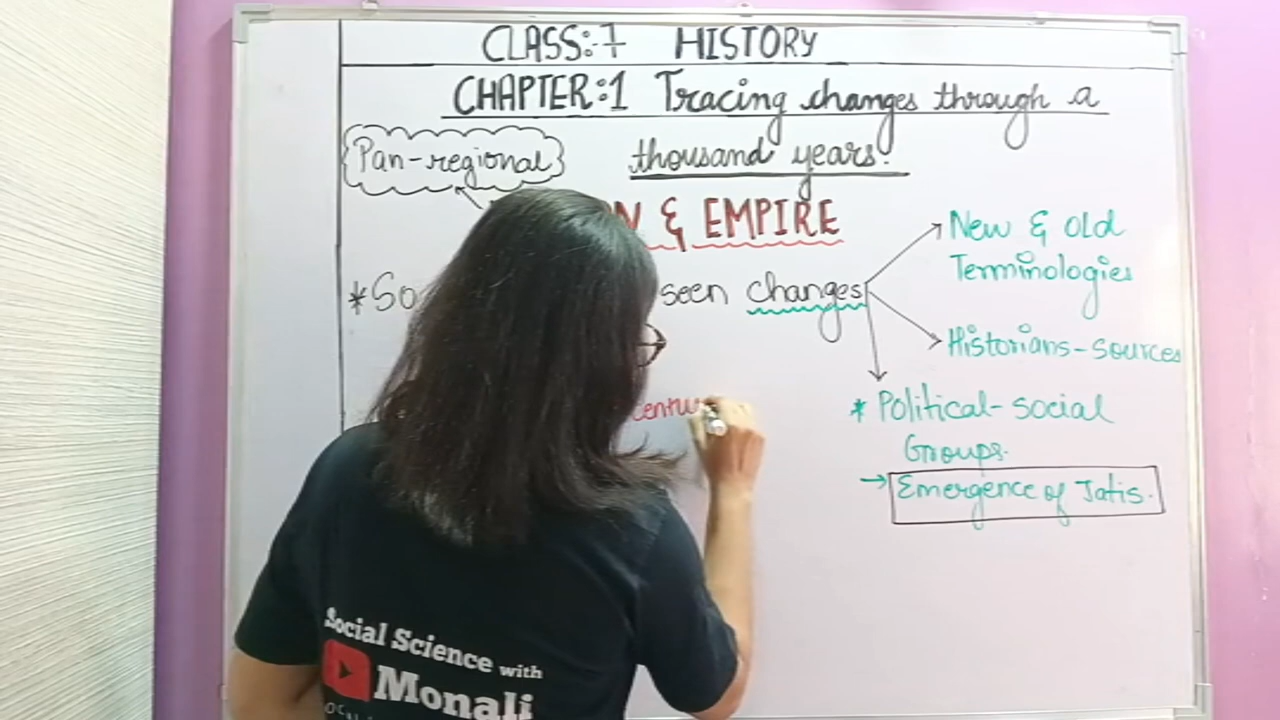 CLASS:-7 HISTORY
CHAPTER:1 Tracing changes through a
thousand years.
Pan-regional
& EMPIRE
seen changes
New & old
Terminologies
Historians-sources
* Political-social
Groups.
→ Emergence of Jatis.
Social Science with
Monali